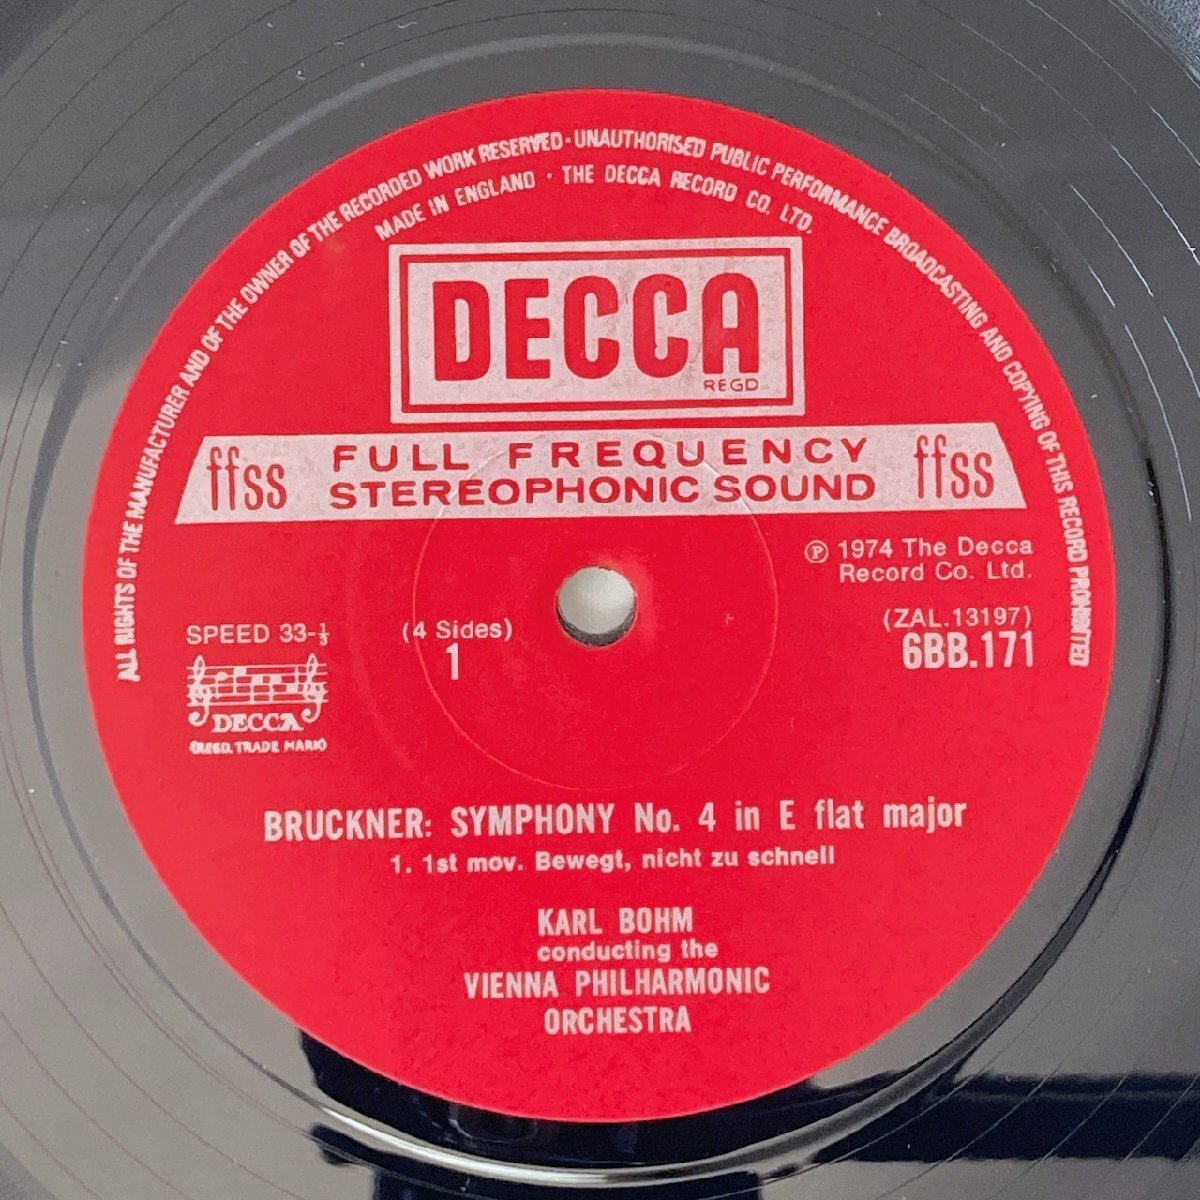 ALL RIGHTS OF THE MANUFACTURER AND OF THE OWNER OF THE RECORDED WORK RESERVED · UNAUTHORISED PUBLIC PERFORMANCE BROADCASTING AND COPYING OF THIS RECORD PROHIBITED
MADE IN ENGLAND · THE DECCA RECORD CO. LTD.
DECCA
REGD
ffss FULL FREQUENCY ffss
STEREOPHONIC SOUND
℗ 1974 The Decca
Record Co. Ltd.
SPEED 33-⅓
(4 Sides)
(ZAL.13197)
1
6BB.171
DECCA
(REGD. TRADE MARK)
BRUCKNER: SYMPHONY No. 4 in E flat major
1. 1st mov. Bewegt, nicht zu schnell
KARL BOHM
conducting the
VIENNA PHILHARMONIC
ORCHESTRA